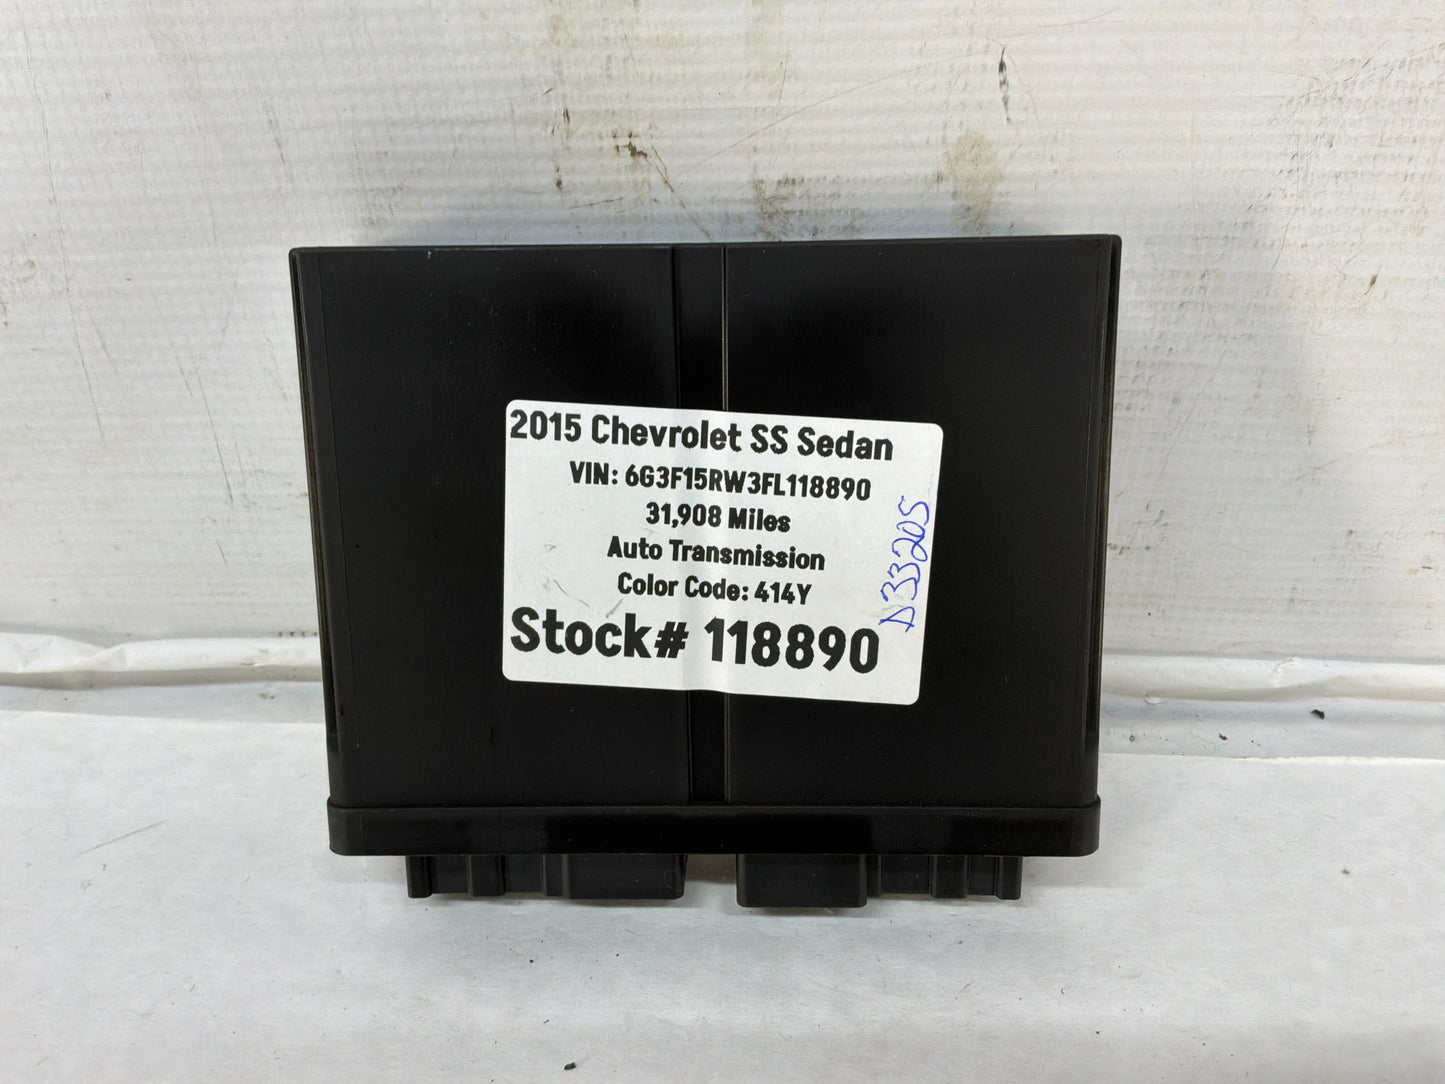 2015 Chevrolet SS Sedan
VIN: 6G3F15RW3FL118890
31,908 Miles
Auto Transmission
Color Code: 414Y
Stock# 118890
D33205